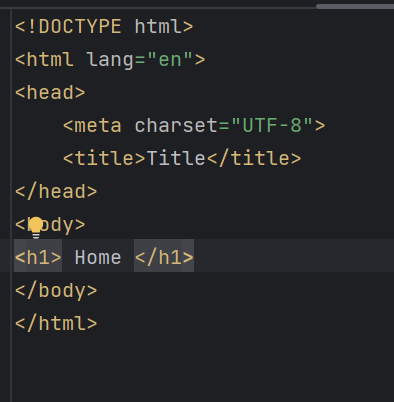 <!DOCTYPE html>
<html lang="en">
<head>
    <meta charset="UTF-8">
    <title>Title</title>
</head>
<body>
<h1> Home </h1>
</body>
</html>